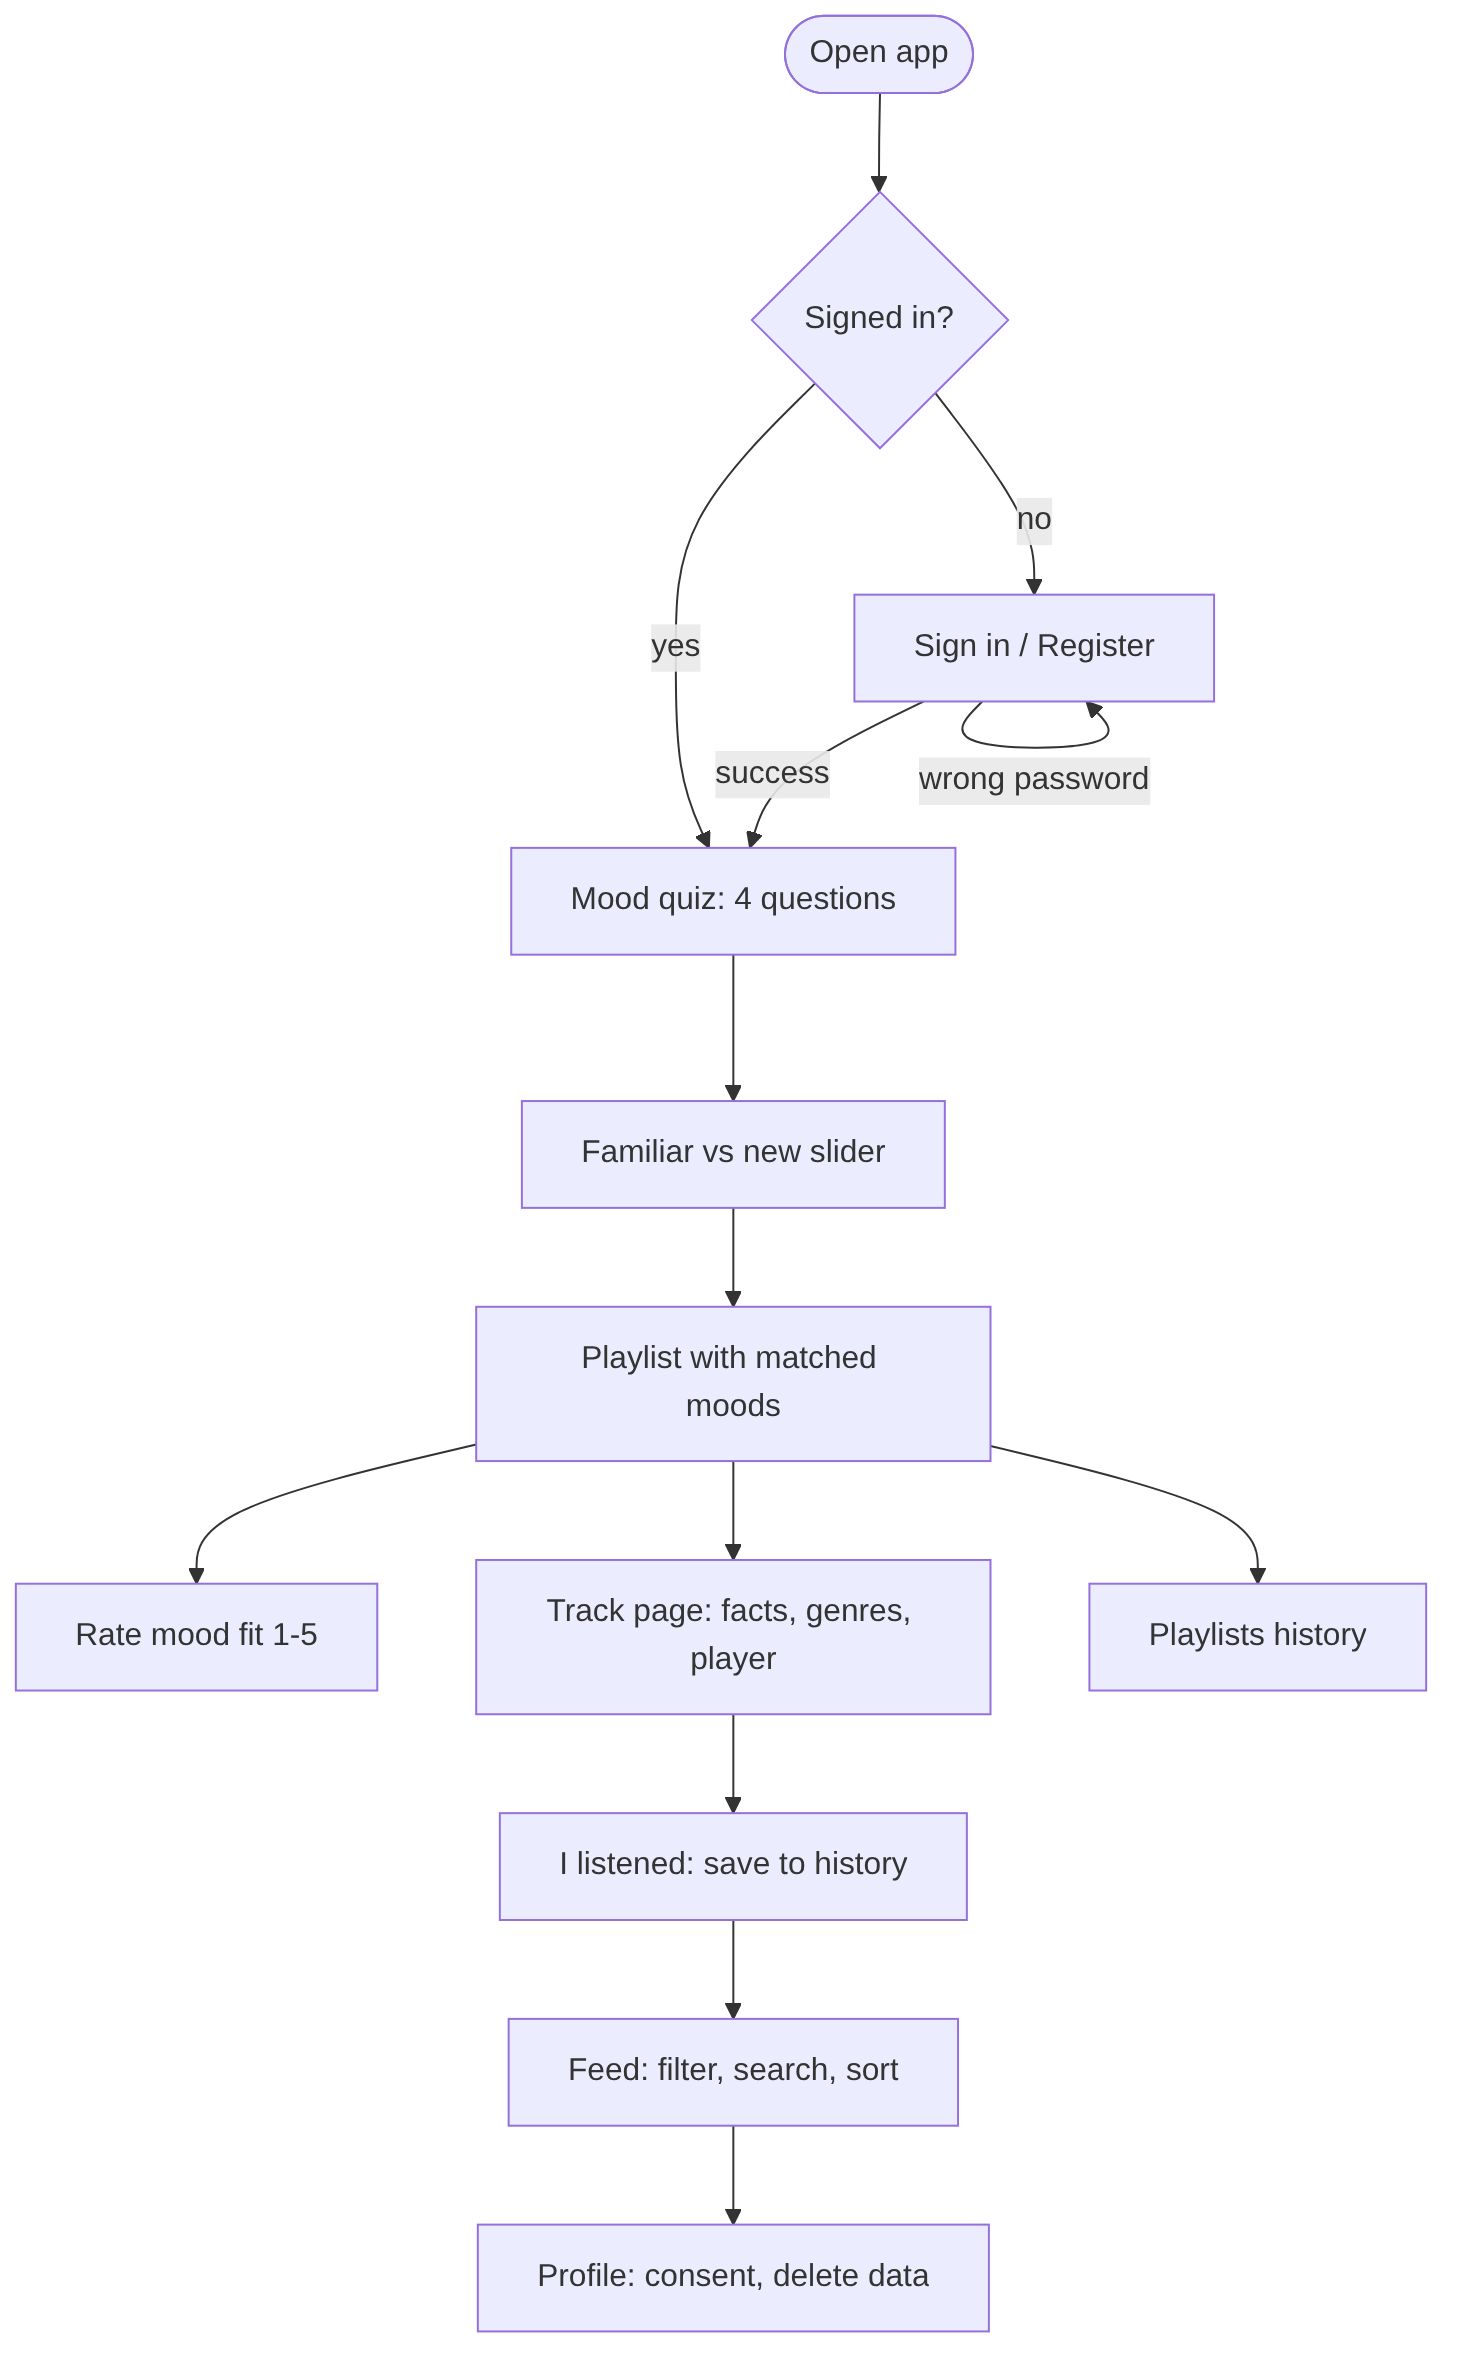 Open app
Signed in?
no
yes
Sign in / Register
success
wrong password
Mood quiz: 4 questions
Familiar vs new slider
Playlist with matched
moods
Rate mood fit 1-5
Track page: facts, genres,
player
Playlists history
I listened: save to history
Feed: filter, search, sort
Profile: consent, delete data